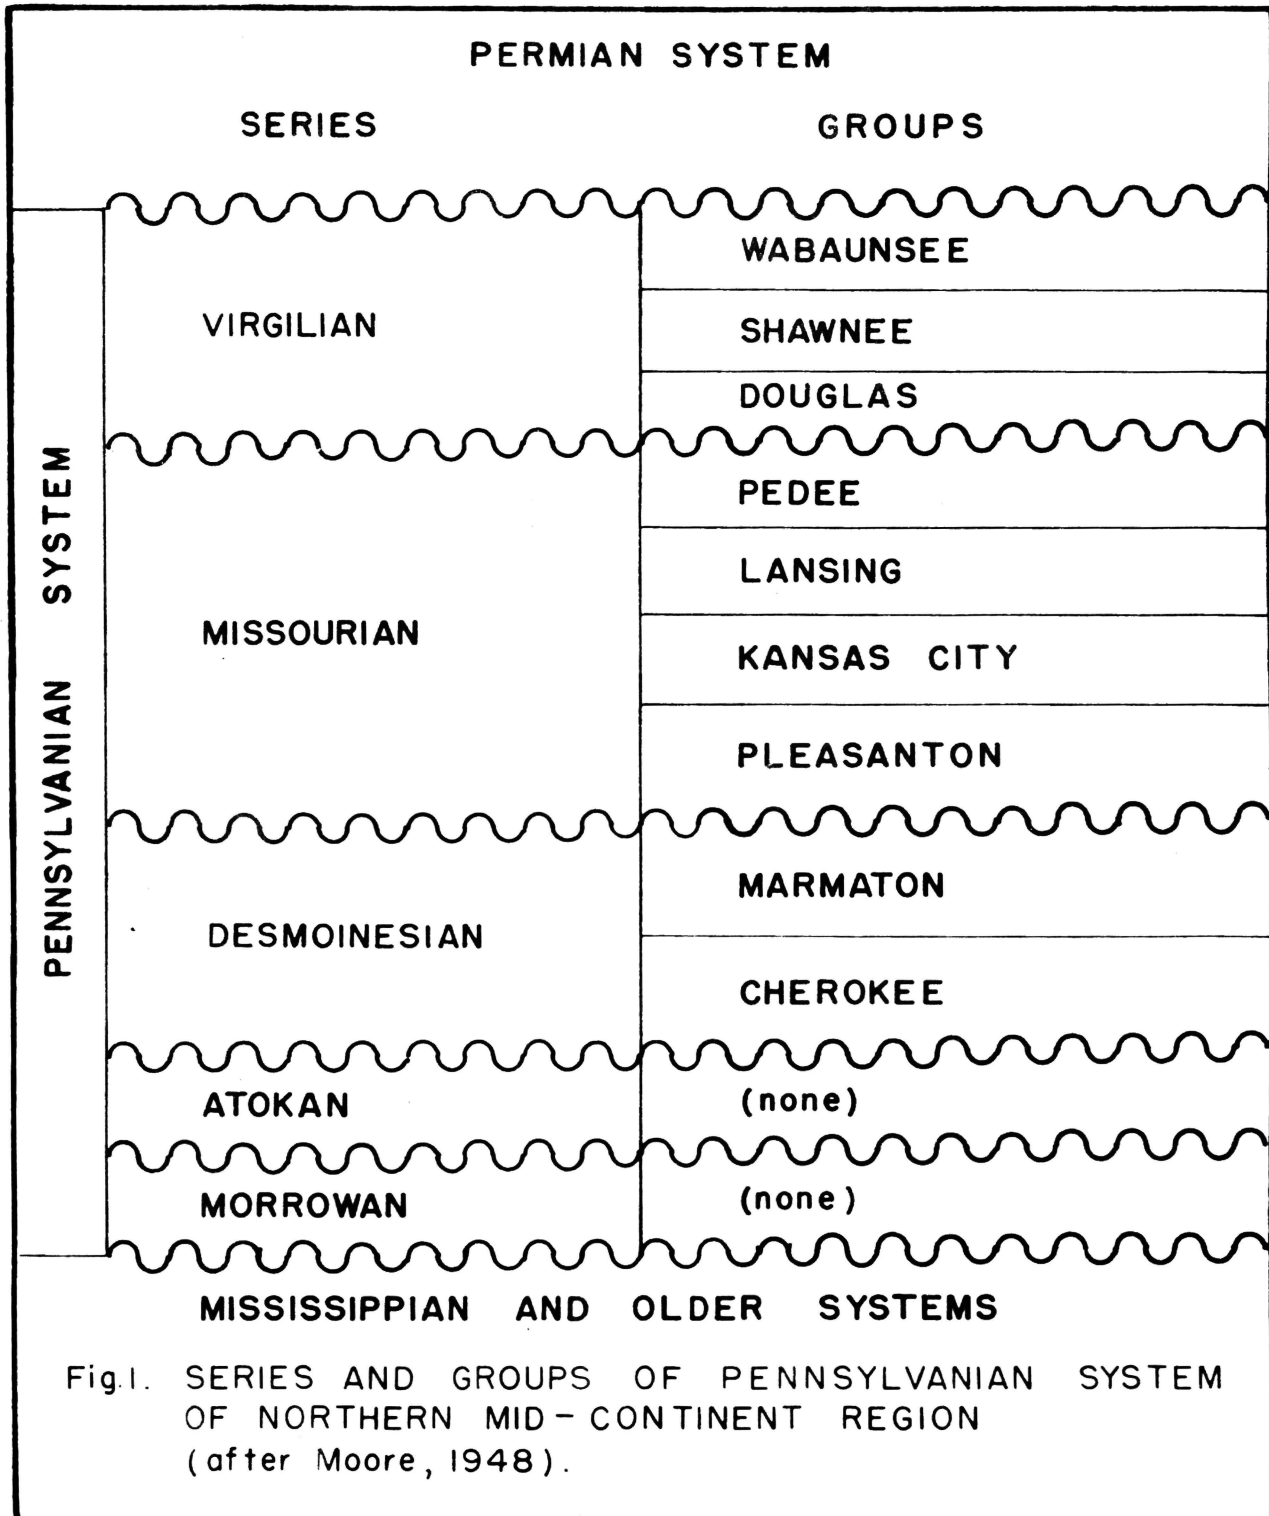 PERMIAN SYSTEM
SERIES GROUPS
PENNSYLVANIAN SYSTEM
VIRGILIAN
WABAUNSEE
SHAWNEE
DOUGLAS
MISSOURIAN
PEDEE
LANSING
KANSAS CITY
PLEASANTON
DESMOINESIAN
MARMATON
CHEROKEE
ATOKAN
(none)
MORROWAN
(none)
MISSISSIPPIAN AND OLDER SYSTEMS
Fig.1. SERIES AND GROUPS OF PENNSYLVANIAN SYSTEM
OF NORTHERN MID-CONTINENT REGION
(after Moore, 1948).